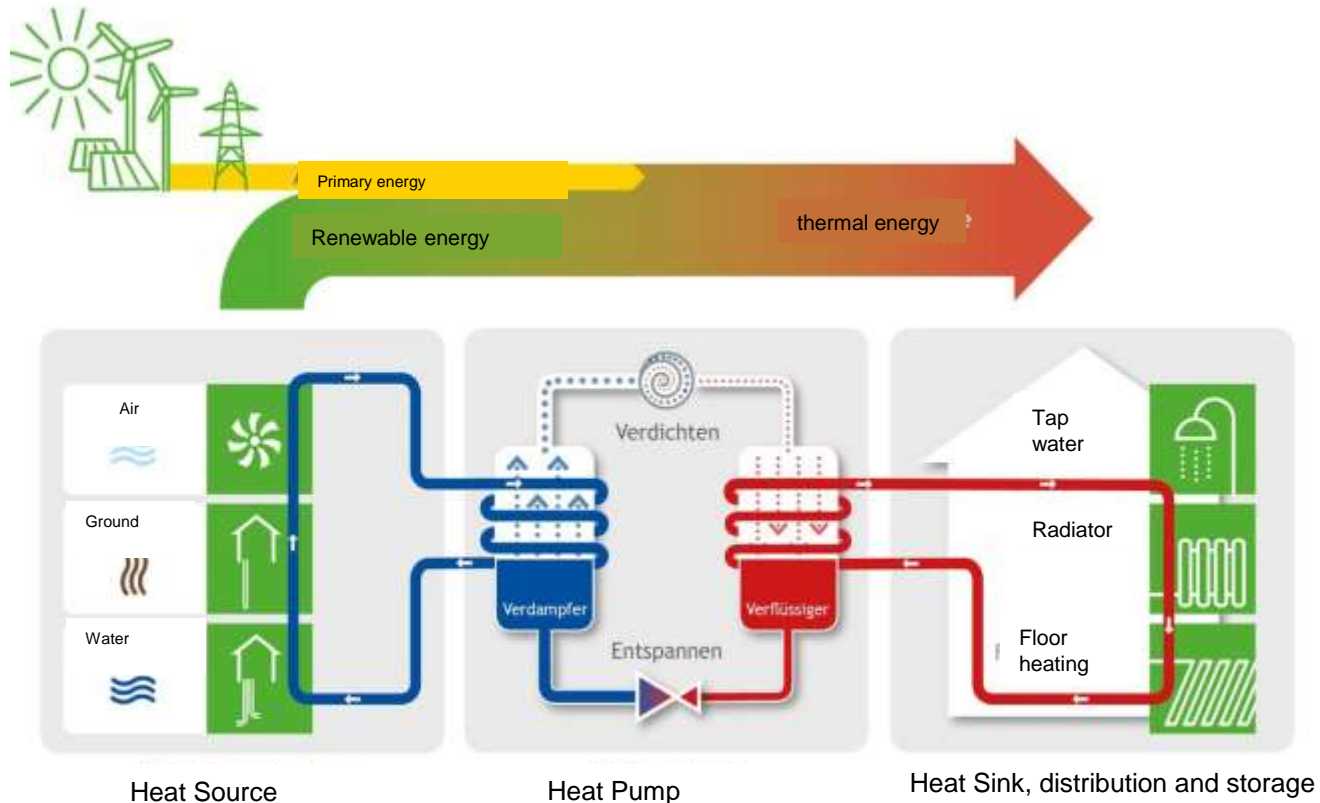 Primary energy
Renewable energy
thermal energy
Air
Ground
Water
Verdichten
Verdampfer
Verflüssiger
Entspannen
Tap
water
Radiator
Floor
heating
Heat Source
Heat Pump
Heat Sink, distribution and storage